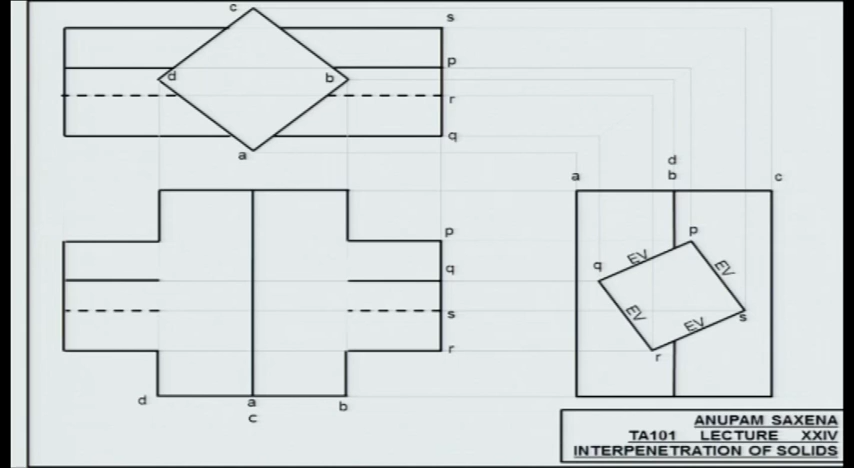 c
s
p
d
b
r
q
a
d
a
b
c
p
q
s
r
d
a
b
c
EV
p
q
EV
EV
EV
s
r
ANUPAM SAXENA
TA101 LECTURE XXIV
INTERPENETRATION OF SOLIDS